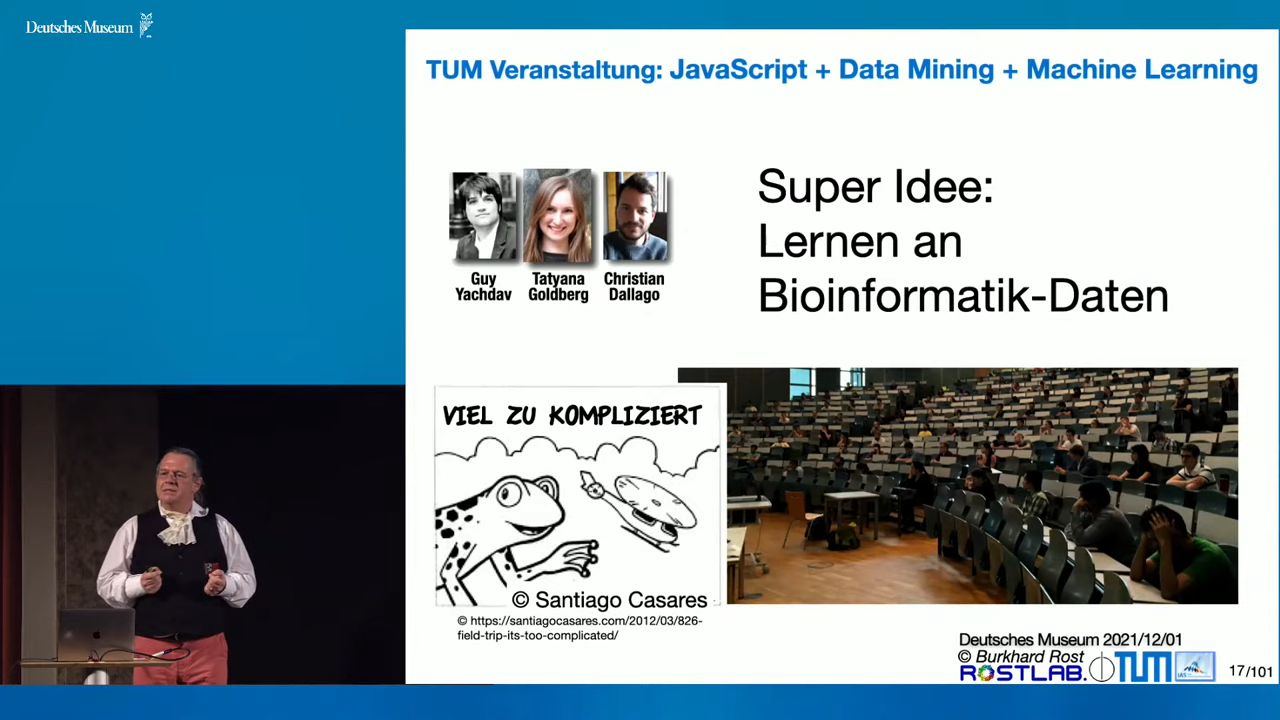 Deutsches Museum
TUM Veranstaltung: JavaScript + Data Mining + Machine Learning
Super Idee:
Lernen an
Bioinformatik-Daten
Guy
Yachdav
Tatyana
Goldberg
Christian
Dallago
VIEL ZU KOMPLIZIERT
© Santiago Casares
© https://santiagocasares.com/2012/03/826-
field-trip-its-too-complicated/
Deutsches Museum 2021/12/01
© Burkhard Rost
ROSTLAB.
TUM
IAS
17/101